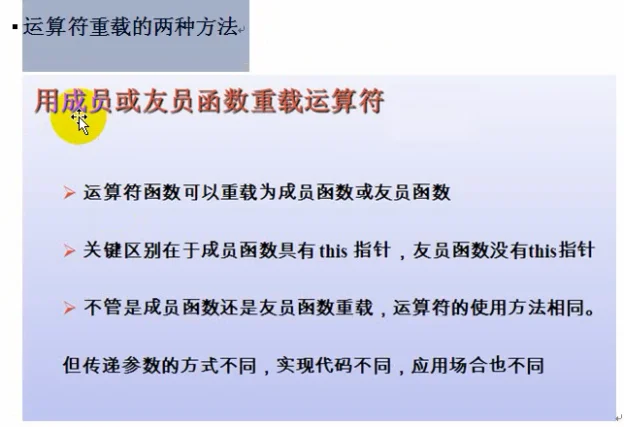 运算符重载的两种方法
用成员或友员函数重载运算符
运算符函数可以重载为成员函数或友员函数
关键区别在于成员函数具有 this 指针，友员函数没有this指针
不管是成员函数还是友员函数重载，运算符的使用方法相同。
但传递参数的方式不同，实现代码不同，应用场合也不同